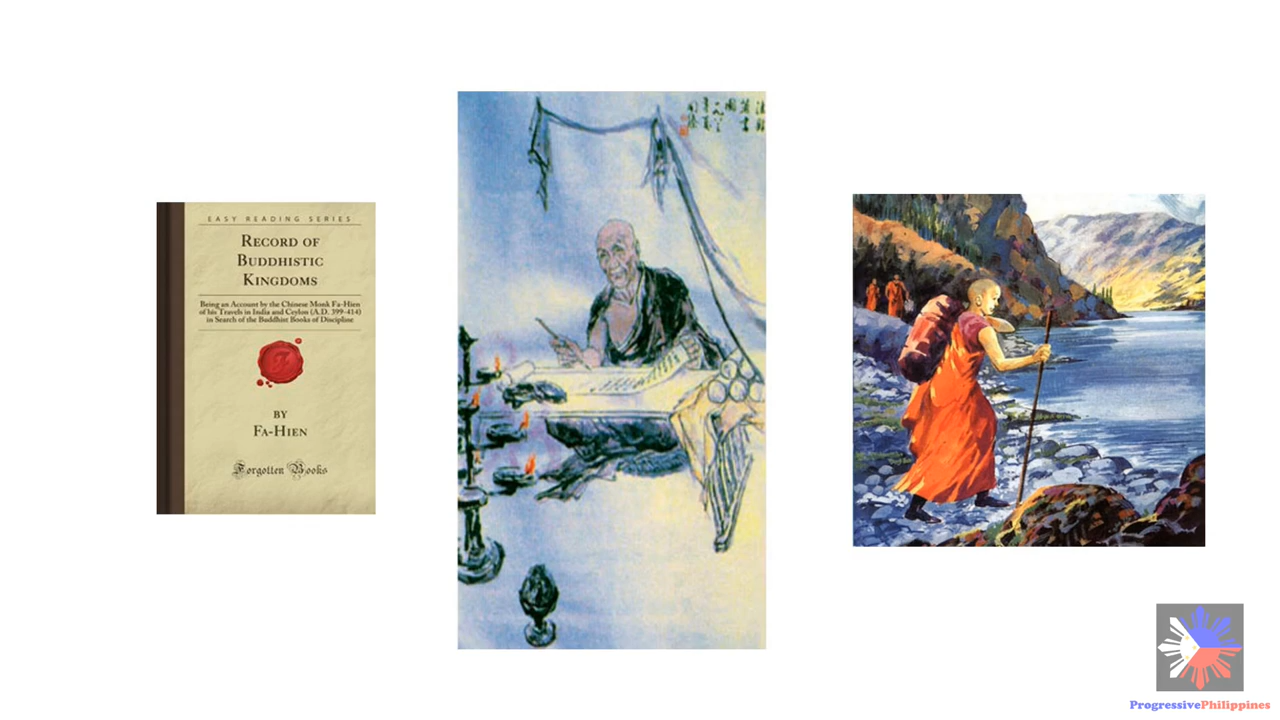 EASY READING SERIES
RECORD OF
BUDDHISTIC
KINGDOMS
Being an Account by the Chinese Monk Fa-Hien
of his Travels in India and Ceylon (A.D. 399-414)
in Search of the Buddhist Books of Discipline
BY
FA-HIEN
Forgotten Books
ProgressivePhilippines